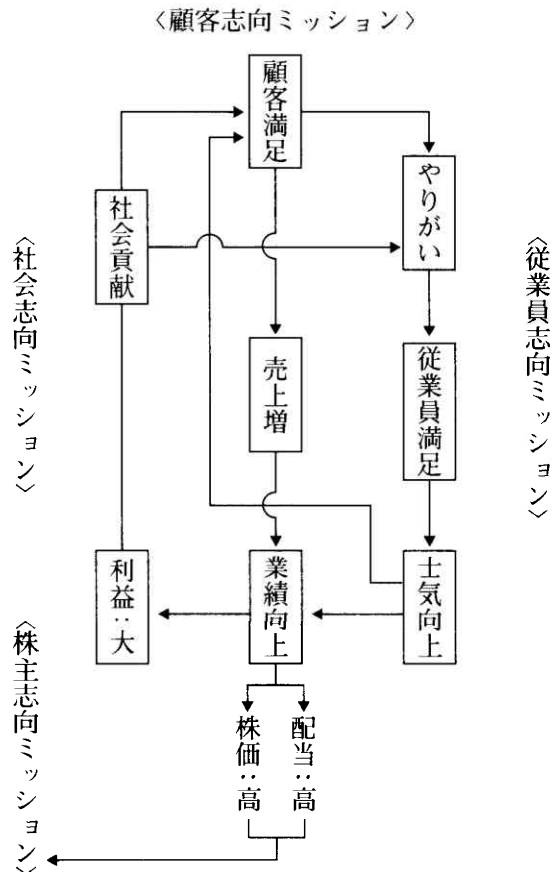 〈顧客志向ミッション〉
顧客満足
やりがい
社会貢献
〈従業員志向ミッション〉
〈社会志向ミッション〉
売上増
従業員満足
士気向上
業績向上
利益:大
〈株主志向ミッション〉
配当:高
株価:高